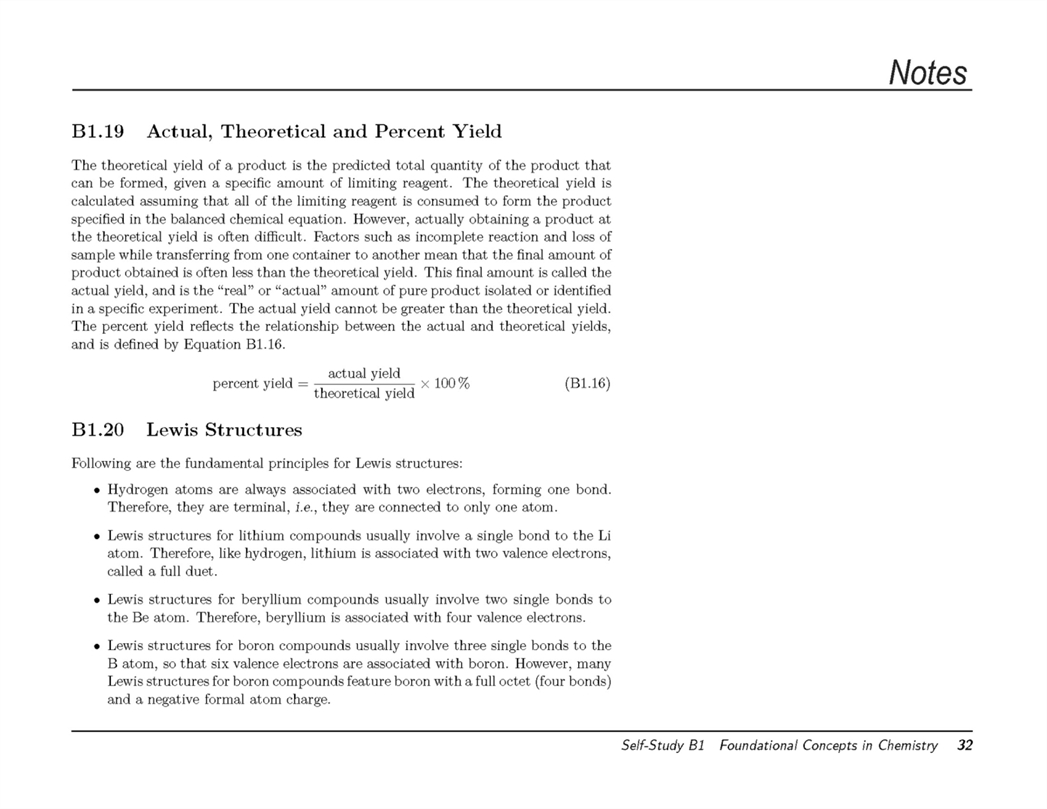 Notes
B1.19 Actual, Theoretical and Percent Yield
The theoretical yield of a product is the predicted total quantity of the product that
can be formed, given a specific amount of limiting reagent. The theoretical yield is
calculated assuming that all of the limiting reagent is consumed to form the product
specified in the balanced chemical equation. However, actually obtaining a product at
the theoretical yield is often difficult. Factors such as incomplete reaction and loss of
sample while transferring from one container to another mean that the final amount of
product obtained is often less than the theoretical yield. This final amount is called the
actual yield, and is the “real” or “actual” amount of pure product isolated or identified
in a specific experiment. The actual yield cannot be greater than the theoretical yield.
The percent yield reflects the relationship between the actual and theoretical yields,
and is defined by Equation B1.16.
percent yield = actual yield / theoretical yield × 100 % (B1.16)
B1.20 Lewis Structures
Following are the fundamental principles for Lewis structures:
• Hydrogen atoms are always associated with two electrons, forming one bond.
Therefore, they are terminal, i.e., they are connected to only one atom.
• Lewis structures for lithium compounds usually involve a single bond to the Li
atom. Therefore, like hydrogen, lithium is associated with two valence electrons,
called a full duet.
• Lewis structures for beryllium compounds usually involve two single bonds to
the Be atom. Therefore, beryllium is associated with four valence electrons.
• Lewis structures for boron compounds usually involve three single bonds to the
B atom, so that six valence electrons are associated with boron. However, many
Lewis structures for boron compounds feature boron with a full octet (four bonds)
and a negative formal atom charge.
Self-Study B1 Foundational Concepts in Chemistry 32